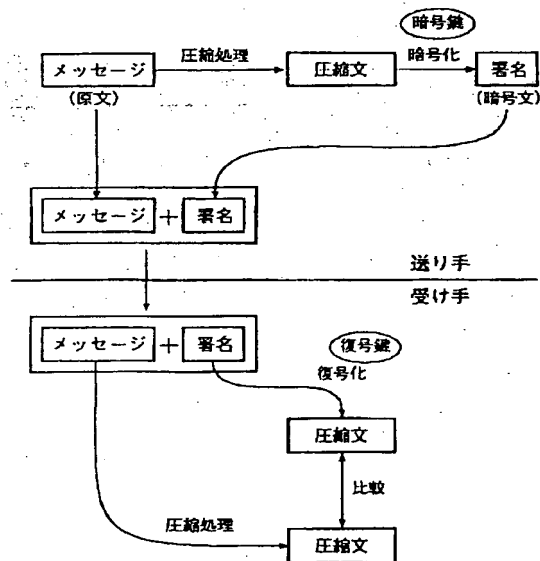 暗号鍵
圧縮処理
暗号化
メッセージ
圧縮文
署名
(原文)
(暗号文)
メッセージ + 署名
送り手
受け手
メッセージ + 署名
復号鍵
復号化
圧縮文
比較
圧縮処理
圧縮文